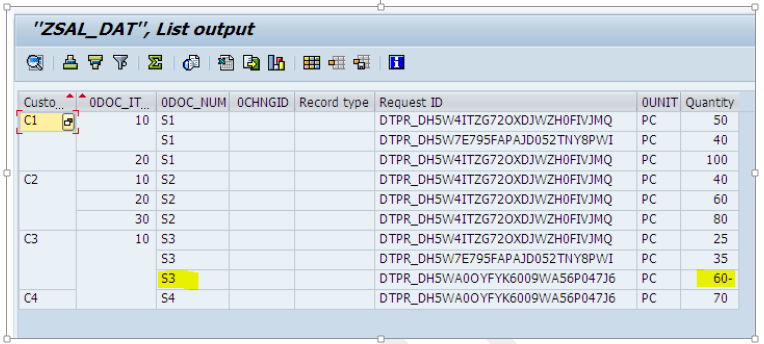 "ZSAL_DAT", List output
Custo... 0DOC_IT... 0DOC_NUM 0CHNGID Record type Request ID 0UNIT Quantity
C1 10 S1 DTPR_DH5W4ITZG72OXDJWZH0FIVJMQ PC 50
S1 DTPR_DH5W7E795FAPAJD052TNY8PWI PC 40
20 S1 DTPR_DH5W4ITZG72OXDJWZH0FIVJMQ PC 100
C2 10 S2 DTPR_DH5W4ITZG72OXDJWZH0FIVJMQ PC 40
20 S2 DTPR_DH5W4ITZG72OXDJWZH0FIVJMQ PC 60
30 S2 DTPR_DH5W4ITZG72OXDJWZH0FIVJMQ PC 80
C3 10 S3 DTPR_DH5W4ITZG72OXDJWZH0FIVJMQ PC 25
S3 DTPR_DH5W7E795FAPAJD052TNY8PWI PC 35
S3 DTPR_DH5WA0OYFYK6009WA56P047J6 PC 60-
C4 S4 DTPR_DH5WA0OYFYK6009WA56P047J6 PC 70